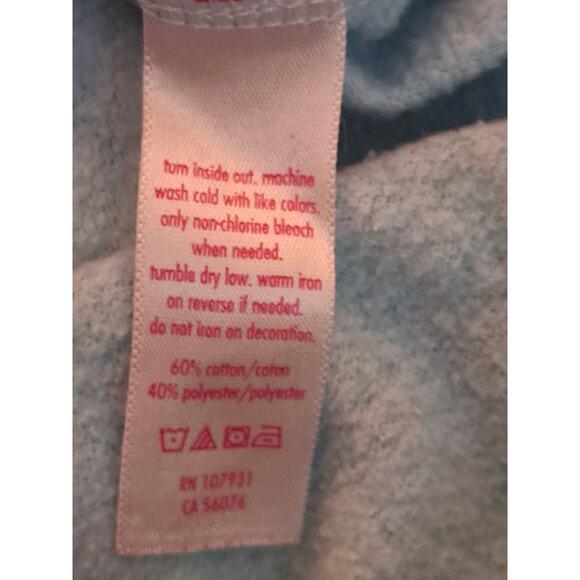 turn inside out. machine
wash cold with like colors.
only non-chlorine bleach
when needed.
tumble dry low. warm iron
on reverse if needed.
do not iron on decoration.
60% cotton/coton
40% polyester/polyester
RN 107931
CA 56076